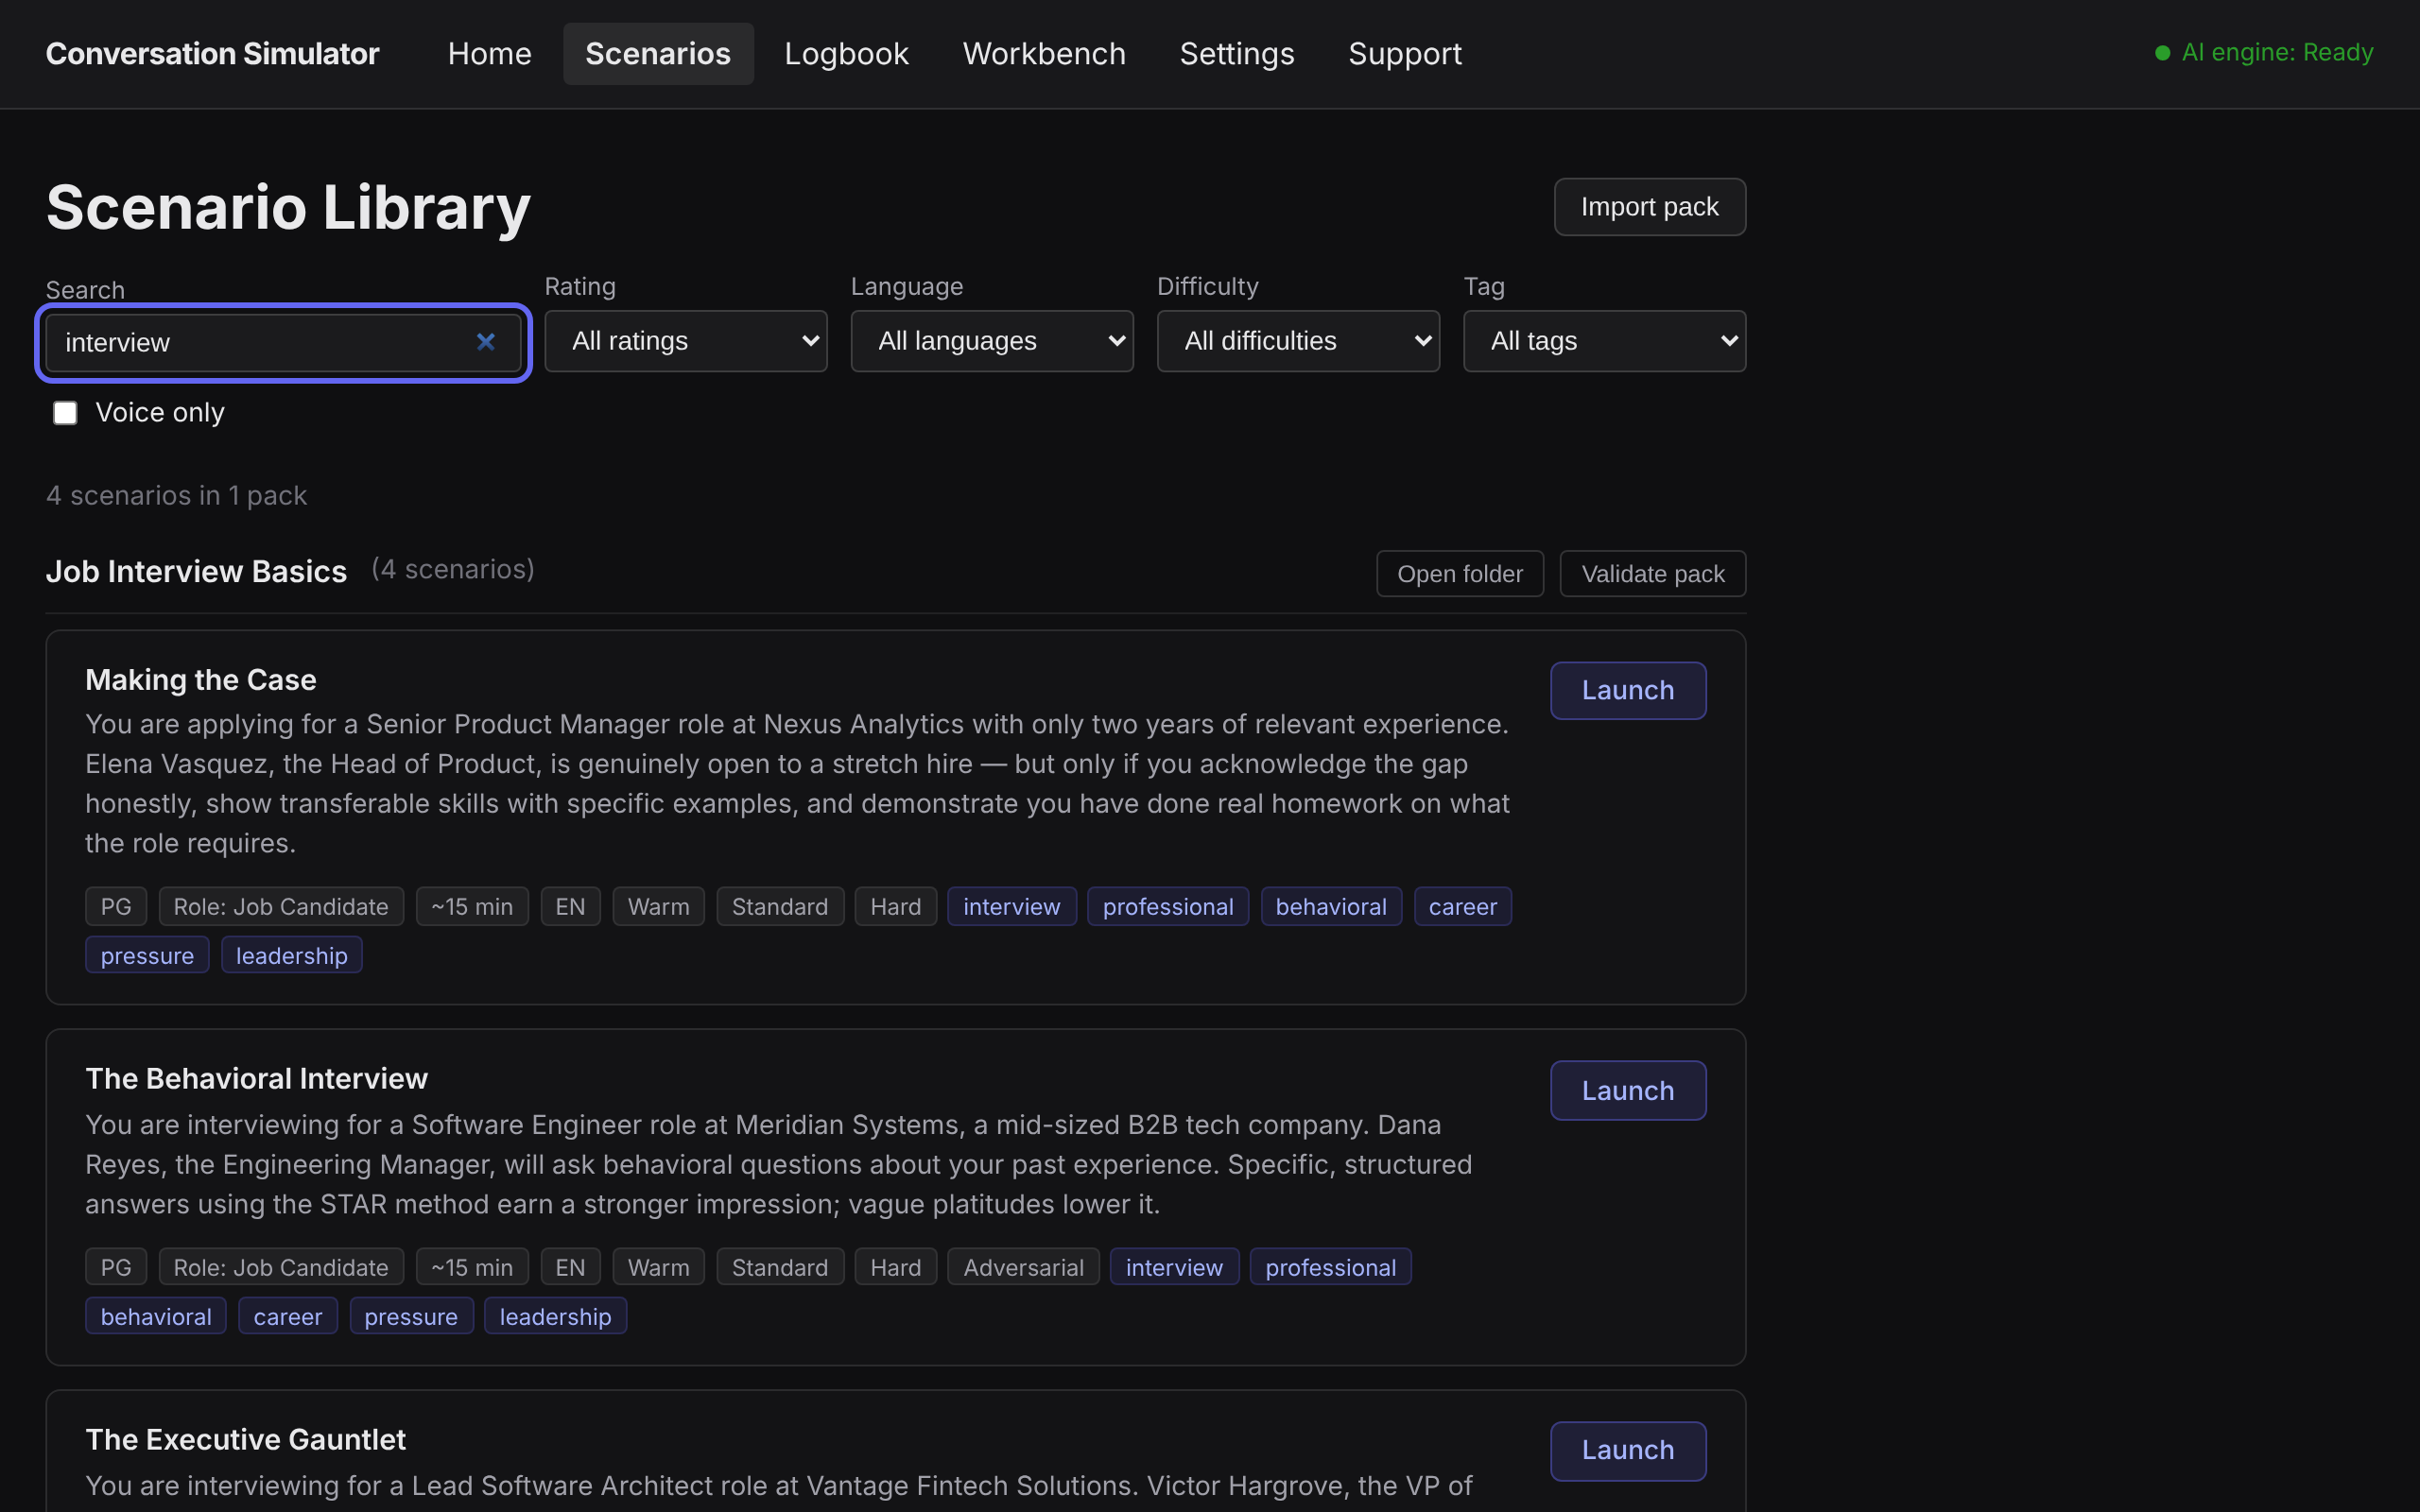 Conversation Simulator Home Scenarios Logbook Workbench Settings Support AI engine: Ready
Scenario Library Import pack
Search Rating Language Difficulty Tag
interview All ratings All languages All difficulties All tags
Voice only
4 scenarios in 1 pack
Job Interview Basics (4 scenarios) Open folder Validate pack
Making the Case Launch
You are applying for a Senior Product Manager role at Nexus Analytics with only two years of relevant experience.
Elena Vasquez, the Head of Product, is genuinely open to a stretch hire — but only if you acknowledge the gap
honestly, show transferable skills with specific examples, and demonstrate you have done real homework on what
the role requires.
PG Role: Job Candidate ~15 min EN Warm Standard Hard interview professional behavioral career
pressure leadership
The Behavioral Interview Launch
You are interviewing for a Software Engineer role at Meridian Systems, a mid-sized B2B tech company. Dana
Reyes, the Engineering Manager, will ask behavioral questions about your past experience. Specific, structured
answers using the STAR method earn a stronger impression; vague platitudes lower it.
PG Role: Job Candidate ~15 min EN Warm Standard Hard Adversarial interview professional
behavioral career pressure leadership
The Executive Gauntlet Launch
You are interviewing for a Lead Software Architect role at Vantage Fintech Solutions. Victor Hargrove, the VP of